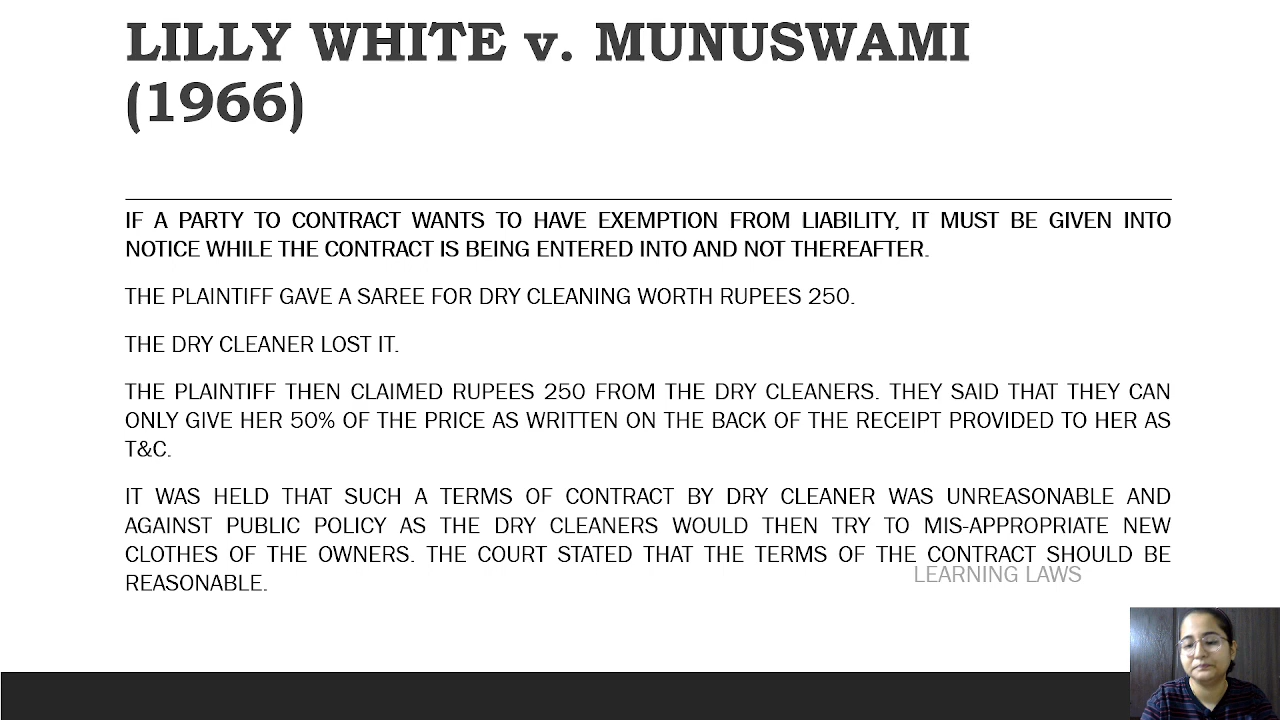 LILLY WHITE v. MUNUSWAMI
(1966)
IF A PARTY TO CONTRACT WANTS TO HAVE EXEMPTION FROM LIABILITY, IT MUST BE GIVEN INTO
NOTICE WHILE THE CONTRACT IS BEING ENTERED INTO AND NOT THEREAFTER.
THE PLAINTIFF GAVE A SAREE FOR DRY CLEANING WORTH RUPEES 250.
THE DRY CLEANER LOST IT.
THE PLAINTIFF THEN CLAIMED RUPEES 250 FROM THE DRY CLEANERS. THEY SAID THAT THEY CAN
ONLY GIVE HER 50% OF THE PRICE AS WRITTEN ON THE BACK OF THE RECEIPT PROVIDED TO HER AS
T&C.
IT WAS HELD THAT SUCH A TERMS OF CONTRACT BY DRY CLEANER WAS UNREASONABLE AND
AGAINST PUBLIC POLICY AS THE DRY CLEANERS WOULD THEN TRY TO MIS-APPROPRIATE NEW
CLOTHES OF THE OWNERS. THE COURT STATED THAT THE TERMS OF THE CONTRACT SHOULD BE
REASONABLE.
LEARNING LAWS